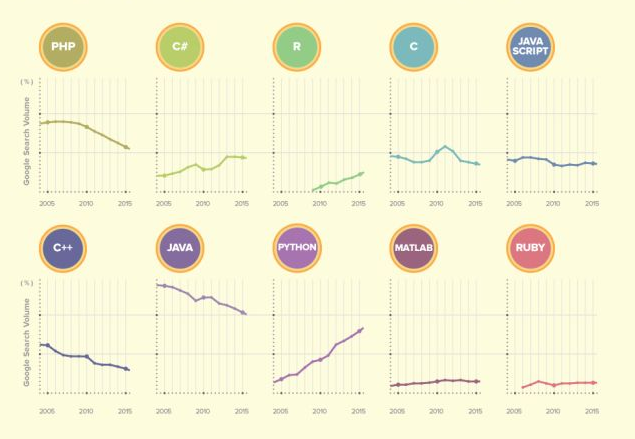 PHP
C#
R
C
JAVA
SCRIPT
(%)
Google Search Volume
2005 2010 2015
2005 2010 2015
2005 2010 2015
2005 2010 2015
2005 2010 2015
C++
JAVA
PYTHON
MATLAB
RUBY
(%)
Google Search Volume
2005 2010 2015
2005 2010 2015
2005 2010 2015
2005 2010 2015
2005 2010 2015